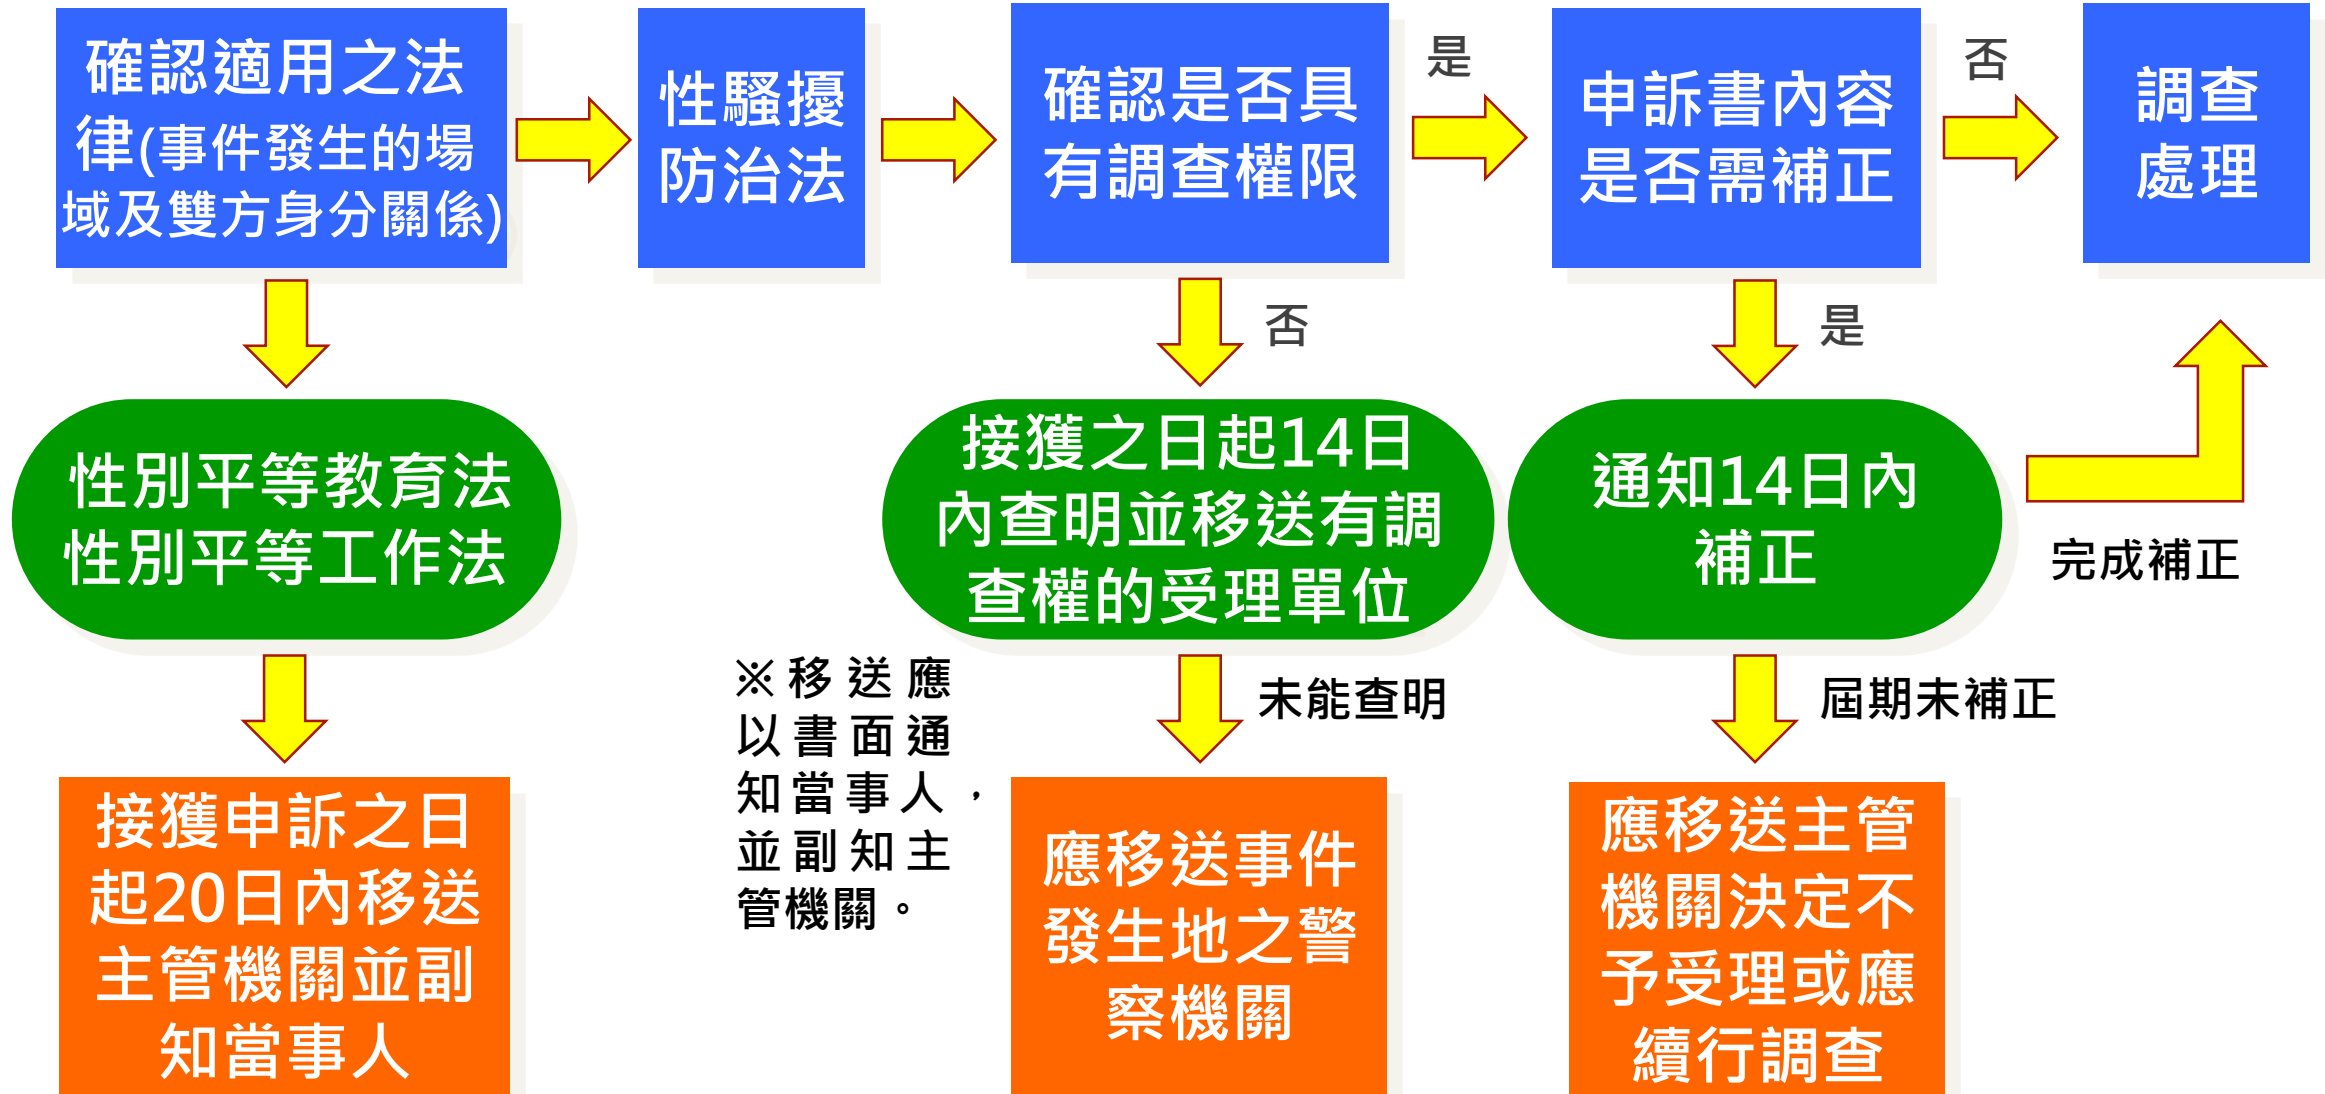 確認適用之法
律(事件發生的場
域及雙方身分關係)
性騷擾
防治法
確認是否具
有調查權限
是
申訴書內容
是否需補正
否
調查
處理
否
是
性別平等教育法
性別平等工作法
接獲之日起14日
內查明並移送有調
查權的受理單位
通知14日內
補正
完成補正
※移送應
以書面通
知當事人，
並副知主
管機關。
未能查明
屆期未補正
接獲申訴之日
起20日內移送
主管機關並副
知當事人
應移送事件
發生地之警
察機關
應移送主管
機關決定不
予受理或應
續行調查